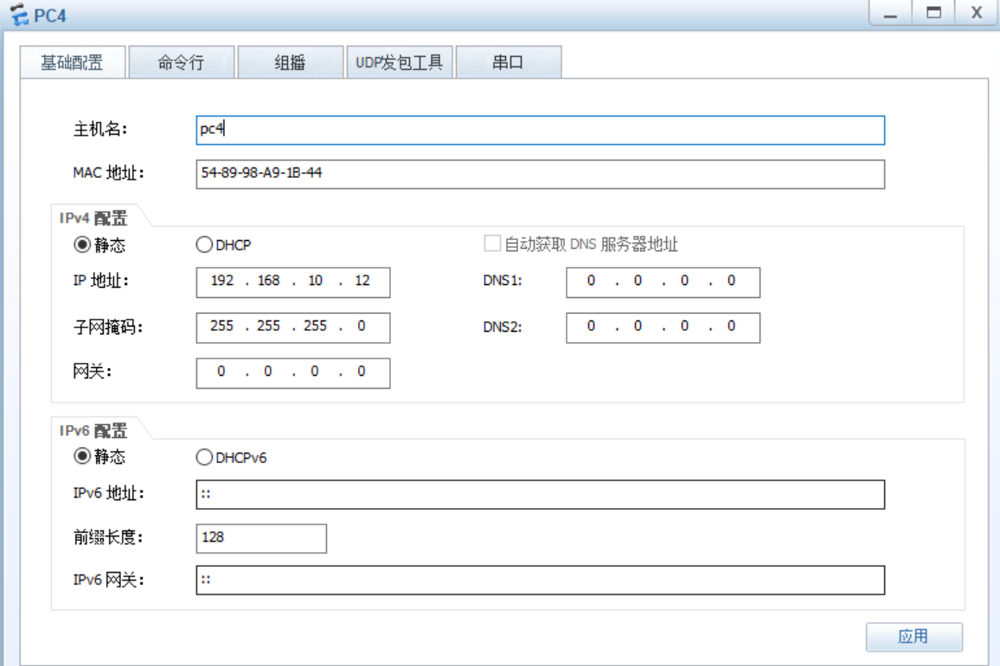 PC4
X
基础配置 命令行 组播 UDP发包工具 串口
主机名: pc4
MAC 地址: 54-89-98-A9-1B-44
IPv4 配置
静态 DHCP 自动获取 DNS 服务器地址
IP 地址: 192 . 168 . 10 . 12 DNS1: 0 . 0 . 0 . 0
子网掩码: 255 . 255 . 255 . 0 DNS2: 0 . 0 . 0 . 0
网关: 0 . 0 . 0 . 0
IPv6 配置
静态 DHCPv6
IPv6 地址: ::
前缀长度: 128
IPv6 网关: ::
应用